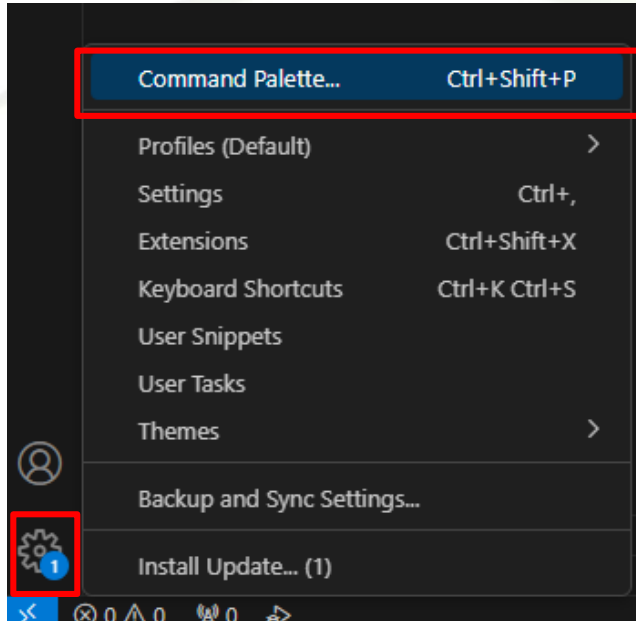 Command Palette... Ctrl+Shift+P
Profiles (Default)
Settings Ctrl+,
Extensions Ctrl+Shift+X
Keyboard Shortcuts Ctrl+K Ctrl+S
User Snippets
User Tasks
Themes
Backup and Sync Settings...
1
Install Update... (1)
0 0 0